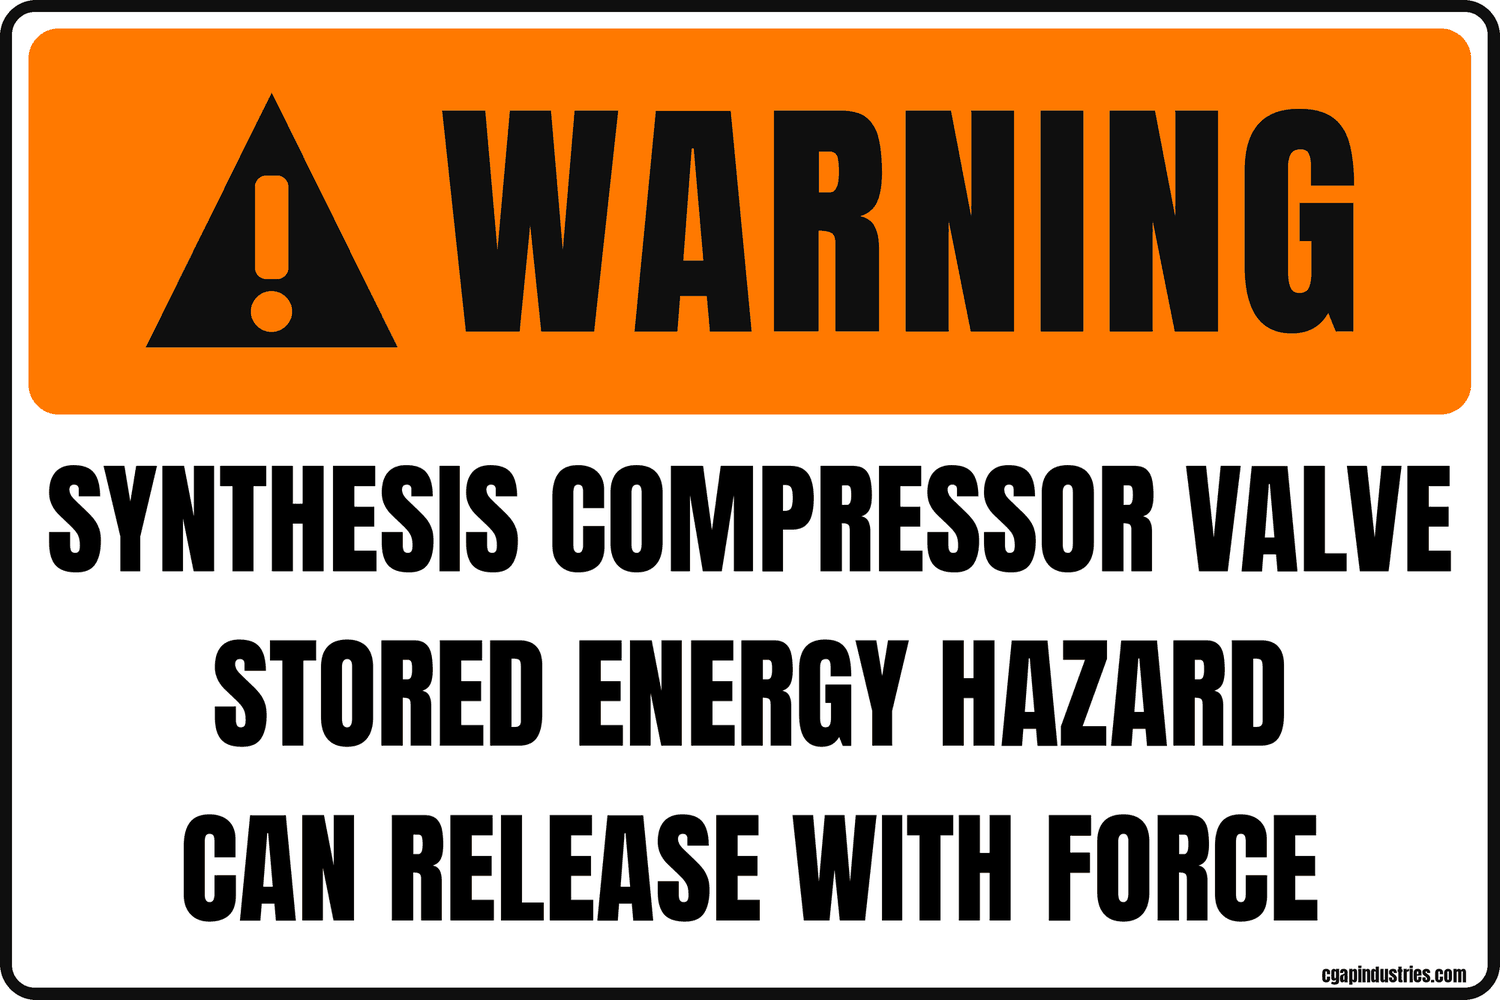 WARNING
SYNTHESIS COMPRESSOR VALVE
STORED ENERGY HAZARD
CAN RELEASE WITH FORCE
cgapindustries.com